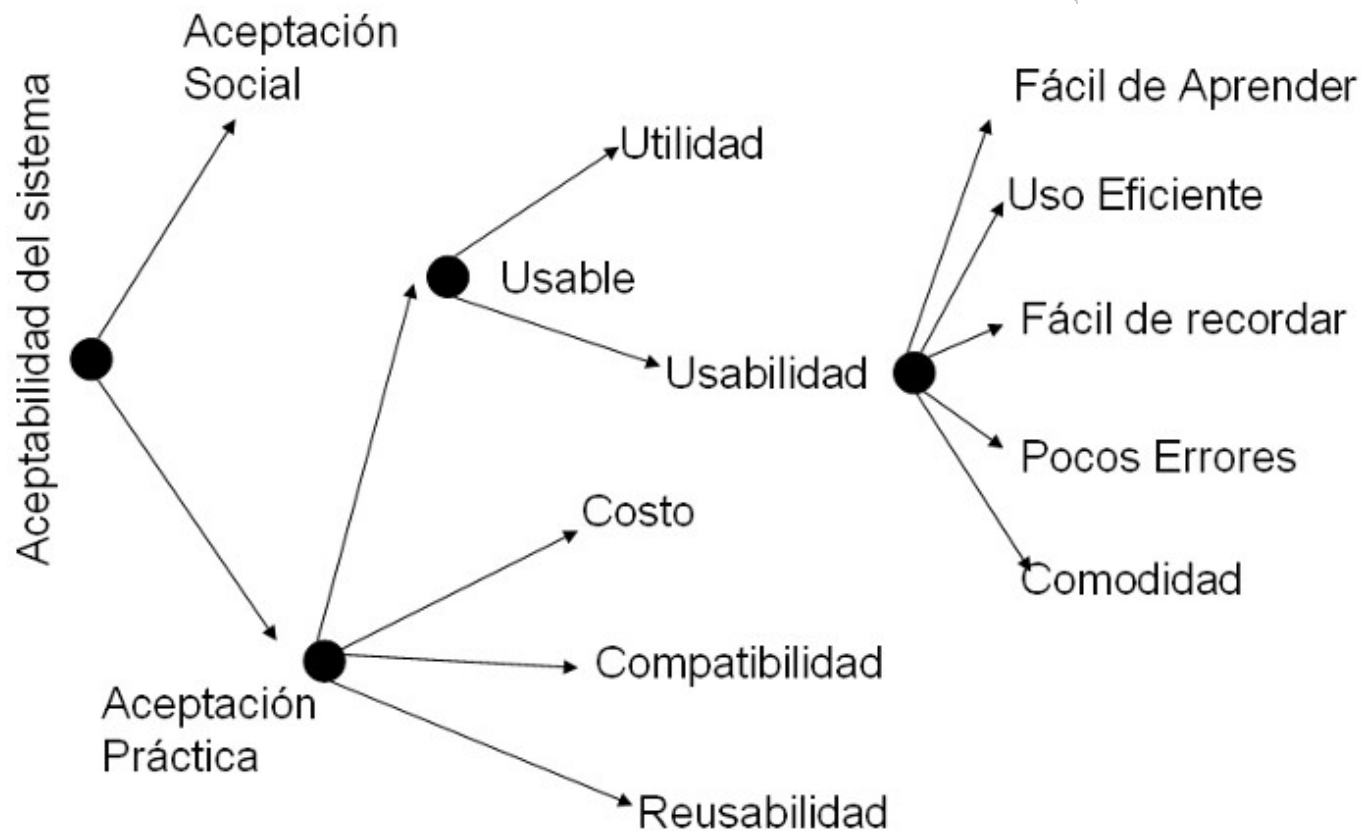 Aceptabilidad del sistema
Aceptación
Social
Utilidad
Usable
Usabilidad
Fácil de Aprender
Uso Eficiente
Fácil de recordar
Pocos Errores
Comodidad
Aceptación
Práctica
Costo
Compatibilidad
Reusabilidad